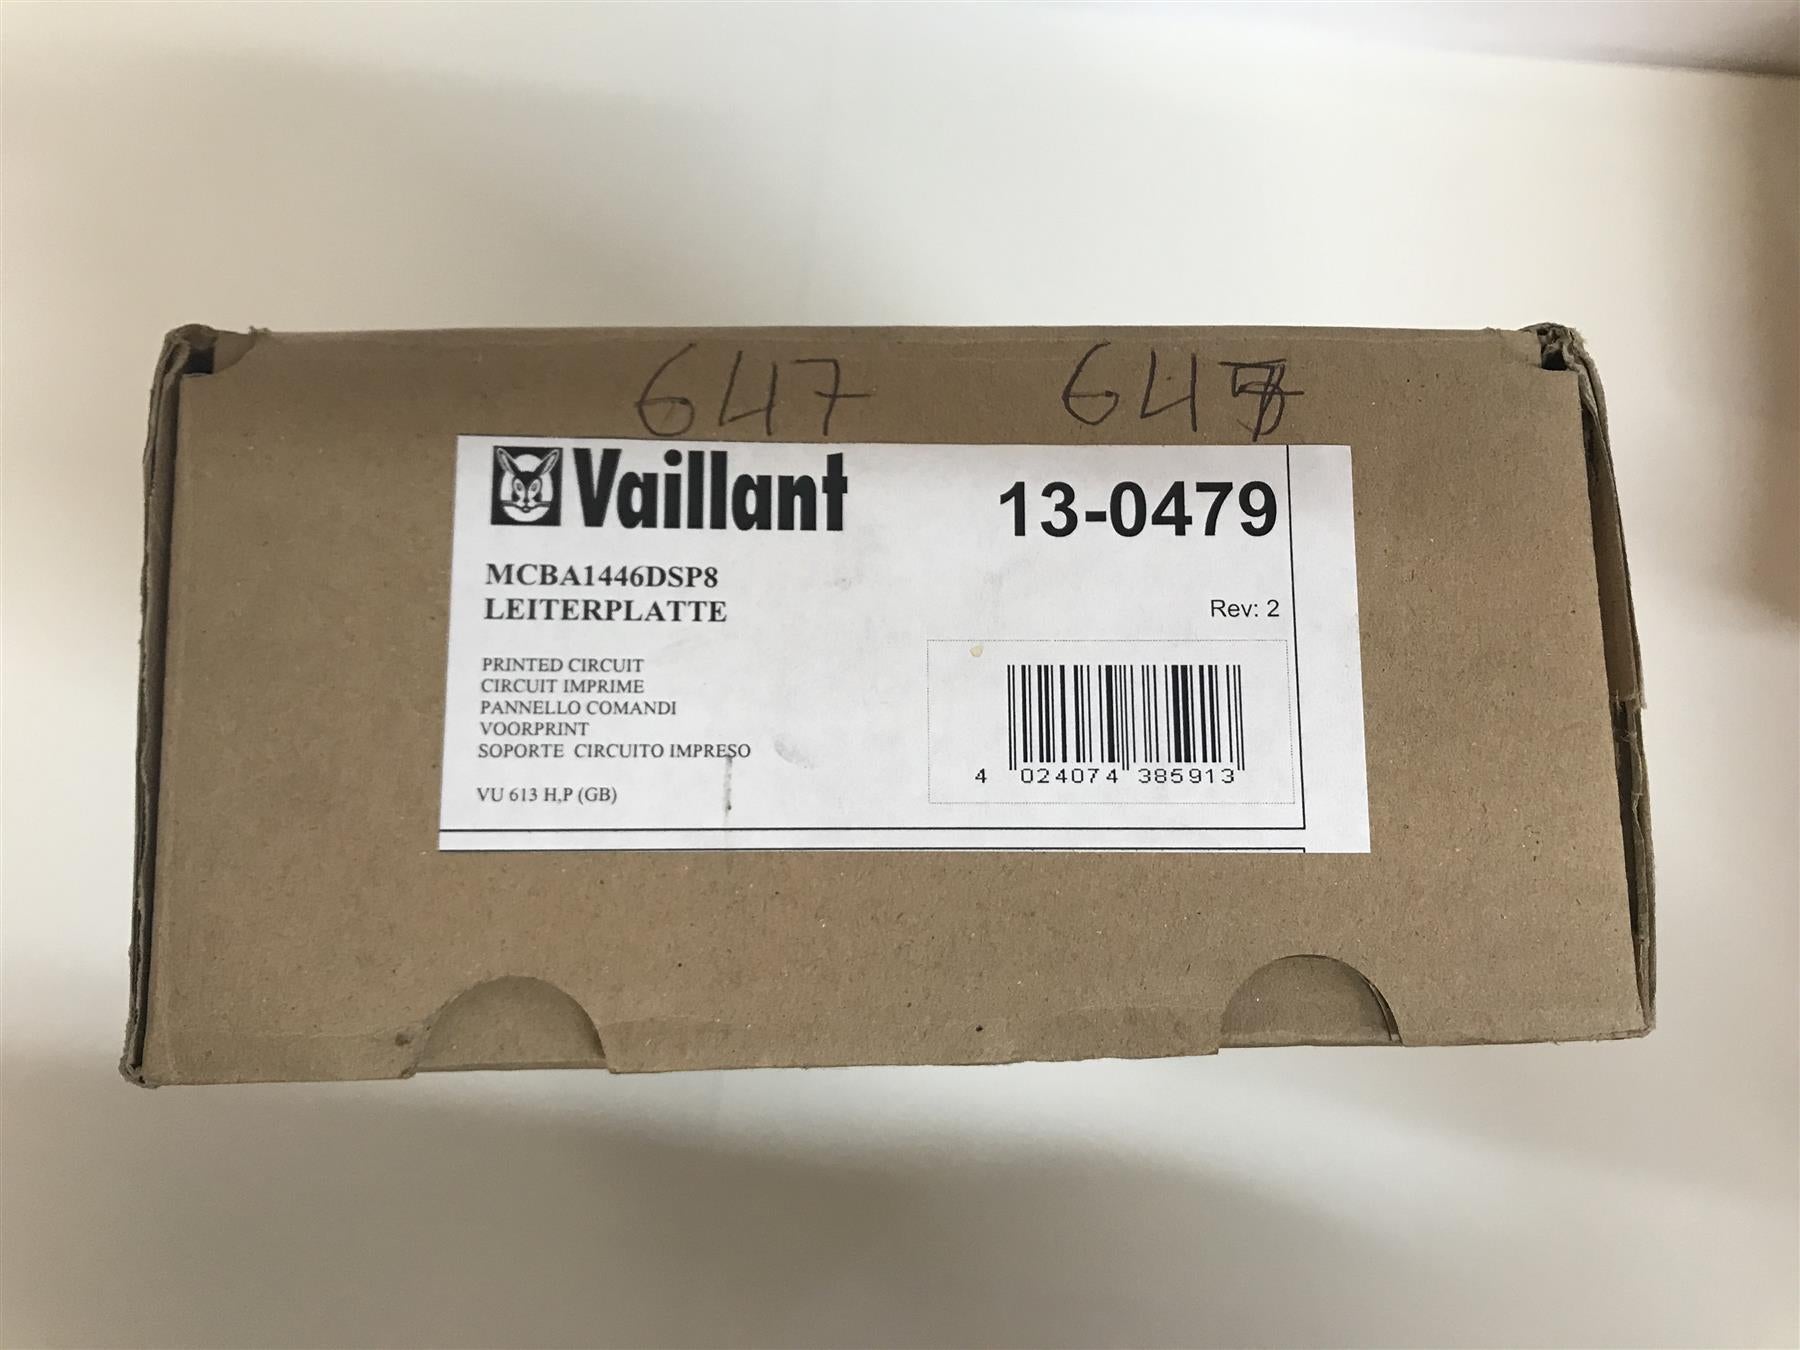 647 647
Vaillant 13-0479
MCBA1446DSP8
LEITERPLATTE Rev: 2
PRINTED CIRCUIT
CIRCUIT IMPRIME
PANNELLO COMANDI
VOORPRINT
SOPORTE CIRCUITO IMPRESO
VU 613 H,P (GB)
4 024074 385913